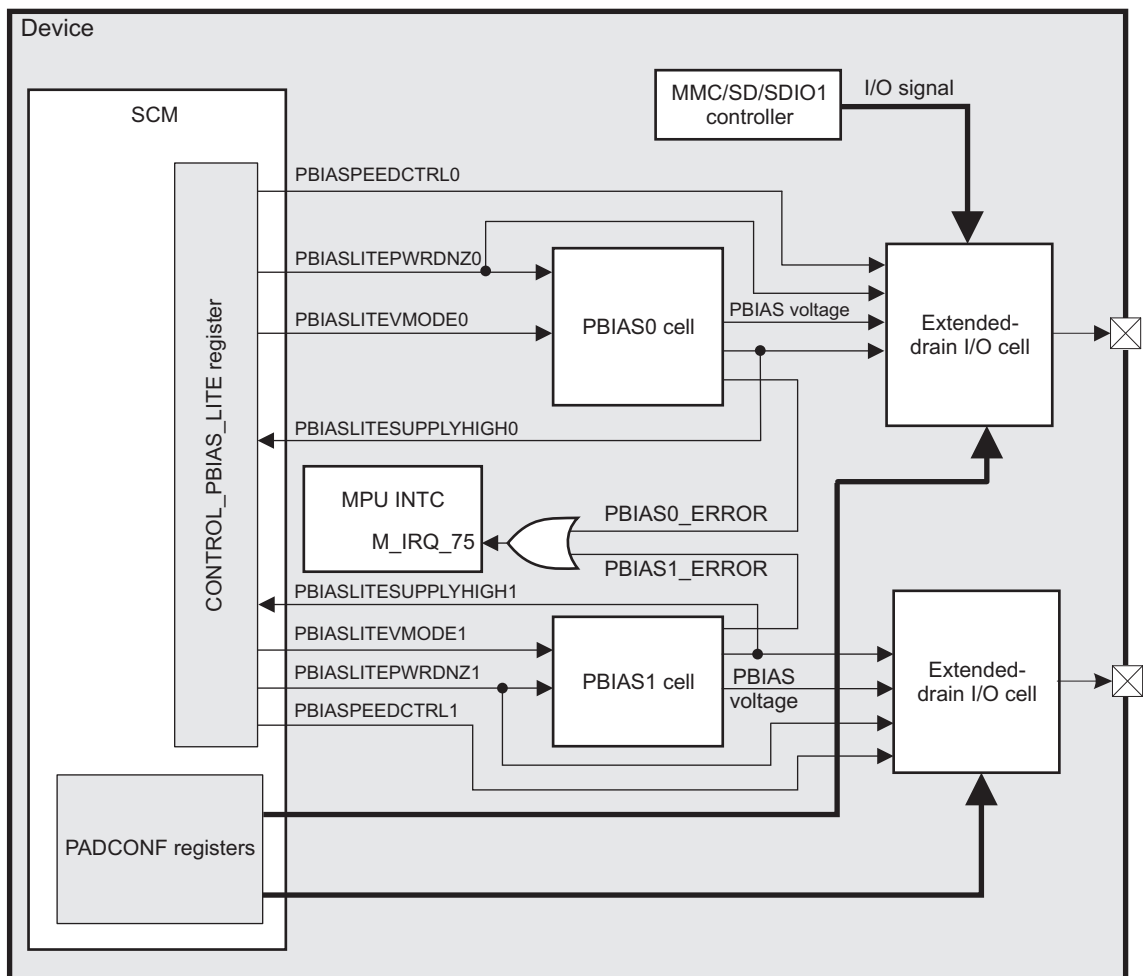 Device
SCM
MMC/SD/SDIO1
controller
I/O signal
PBIASPEEDCTRL0
PBIASLITEPWRDNZ0
PBIASLITEVMODE0
PBIAS0 cell
PBIAS voltage
Extended-
drain I/O cell
CONTROL_PBIAS_LITE register
PBIASLITESUPPLYHIGH0
MPU INTC
M_IRQ_75
PBIAS0_ERROR
PBIAS1_ERROR
PBIASLITESUPPLYHIGH1
PBIASLITEVMODE1
PBIASLITEPWRDNZ1
PBIASPEEDCTRL1
PBIAS1 cell
PBIAS
voltage
Extended-
drain I/O cell
PADCONF registers